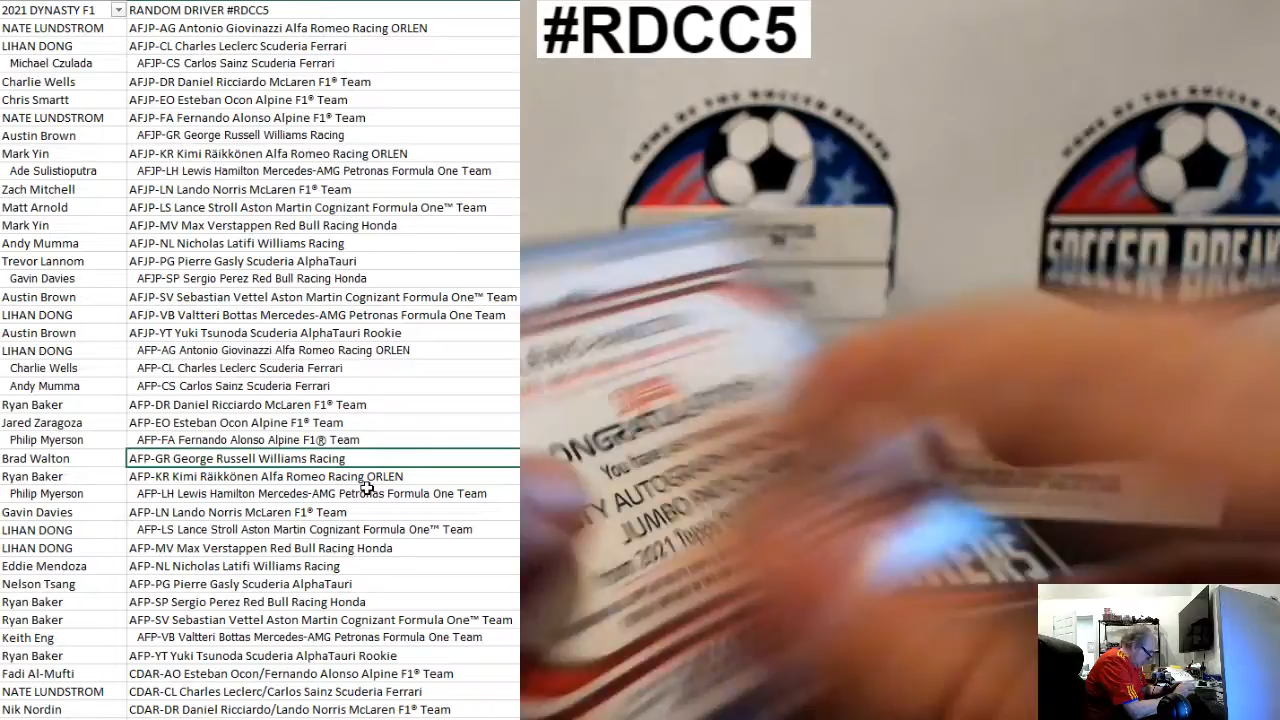 2021 DYNASTY F1 RANDOM DRIVER #RDCC5
NATE LUNDSTROM AFJP-AG Antonio Giovinazzi Alfa Romeo Racing ORLEN
LIHAN DONG AFJP-CL Charles Leclerc Scuderia Ferrari
Michael Czulada AFJP-CS Carlos Sainz Scuderia Ferrari
Charlie Wells AFJP-DR Daniel Ricciardo McLaren F1® Team
Chris Smartt AFJP-EO Esteban Ocon Alpine F1® Team
NATE LUNDSTROM AFJP-FA Fernando Alonso Alpine F1® Team
Austin Brown AFJP-GR George Russell Williams Racing
Mark Yin AFJP-KR Kimi Räikkönen Alfa Romeo Racing ORLEN
Ade Sulistioputra AFJP-LH Lewis Hamilton Mercedes-AMG Petronas Formula One Team
Zach Mitchell AFJP-LN Lando Norris McLaren F1® Team
Matt Arnold AFJP-LS Lance Stroll Aston Martin Cognizant Formula One™ Team
Mark Yin AFJP-MV Max Verstappen Red Bull Racing Honda
Andy Mumma AFJP-NL Nicholas Latifi Williams Racing
Trevor Lannom AFJP-PG Pierre Gasly Scuderia AlphaTauri
Gavin Davies AFJP-SP Sergio Perez Red Bull Racing Honda
Austin Brown AFJP-SV Sebastian Vettel Aston Martin Cognizant Formula One™ Team
LIHAN DONG AFJP-VB Valtteri Bottas Mercedes-AMG Petronas Formula One Team
Austin Brown AFJP-YT Yuki Tsunoda Scuderia AlphaTauri Rookie
LIHAN DONG AFP-AG Antonio Giovinazzi Alfa Romeo Racing ORLEN
Charlie Wells AFP-CL Charles Leclerc Scuderia Ferrari
Andy Mumma AFP-CS Carlos Sainz Scuderia Ferrari
Ryan Baker AFP-DR Daniel Ricciardo McLaren F1® Team
Jared Zaragoza AFP-EO Esteban Ocon Alpine F1® Team
Philip Myerson AFP-FA Fernando Alonso Alpine F1® Team
Brad Walton AFP-GR George Russell Williams Racing
Ryan Baker AFP-KR Kimi Räikkönen Alfa Romeo Racing ORLEN
Philip Myerson AFP-LH Lewis Hamilton Mercedes-AMG Petronas Formula One Team
Gavin Davies AFP-LN Lando Norris McLaren F1® Team
LIHAN DONG AFP-LS Lance Stroll Aston Martin Cognizant Formula One™ Team
LIHAN DONG AFP-MV Max Verstappen Red Bull Racing Honda
Eddie Mendoza AFP-NL Nicholas Latifi Williams Racing
Nelson Tsang AFP-PG Pierre Gasly Scuderia AlphaTauri
Ryan Baker AFP-SP Sergio Perez Red Bull Racing Honda
Ryan Baker AFP-SV Sebastian Vettel Aston Martin Cognizant Formula One™ Team
Keith Eng AFP-VB Valtteri Bottas Mercedes-AMG Petronas Formula One Team
Ryan Baker AFP-YT Yuki Tsunoda Scuderia AlphaTauri Rookie
Fadi Al-Mufti CDAR-AO Esteban Ocon/Fernando Alonso Alpine F1® Team
NATE LUNDSTROM CDAR-CL Charles Leclerc/Carlos Sainz Scuderia Ferrari
Nik Nordin CDAR-DR Daniel Ricciardo/Lando Norris McLaren F1® Team
#RDCC5
HOME OF THE SOCCER BREAKERS
SOCCER BREAK
CONGRATULATIONS
You have
AUTOGRAPH
JUMBO
2021 Topps